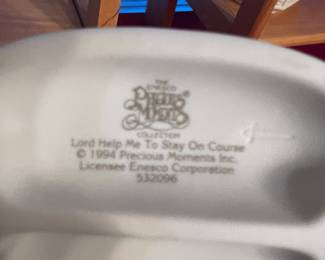 THE
ENESCO
PRECIOUS
MOMENTS
COLLECTION
Lord Help Me To Stay On Course
© 1994 Precious Moments Inc.
Licensee Enesco Corporation
532096